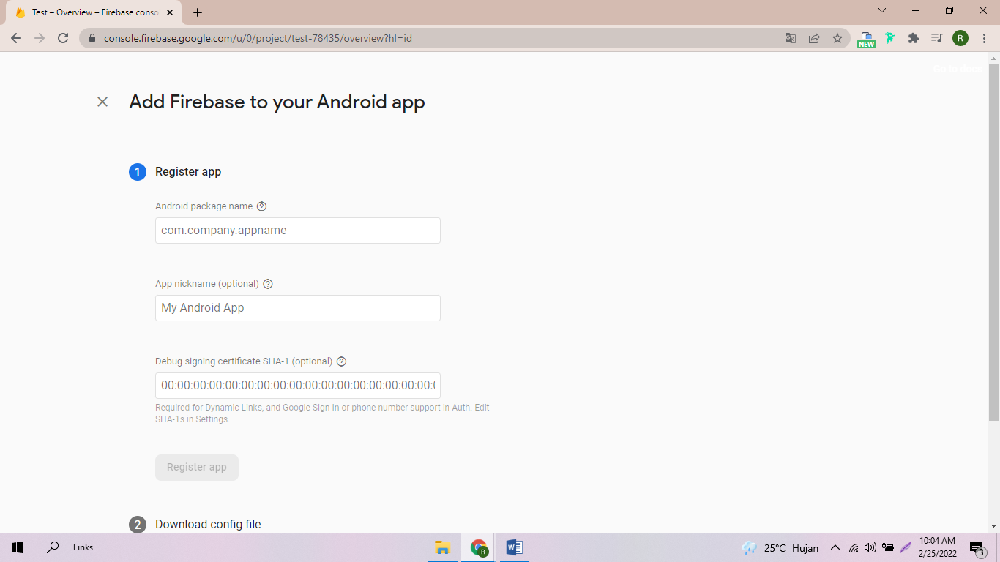 Test – Overview – Firebase consol
console.firebase.google.com/u/0/project/test-78435/overview?hl=id
NEW
R
Go to docs
Add Firebase to your Android app
1 Register app
Android package name
com.company.appname
App nickname (optional)
My Android App
Debug signing certificate SHA-1 (optional)
00:00:00:00:00:00:00:00:00:00:00:00:00:00:00:00:00:0
Required for Dynamic Links, and Google Sign-In or phone number support in Auth. Edit
SHA-1s in Settings.
Register app
2 Download config file
Links
R
W
25°C Hujan
10:04 AM
2/25/2022
3